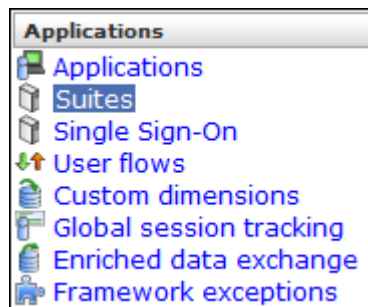 Applications
Applications
Suites
Single Sign-On
User flows
Custom dimensions
Global session tracking
Enriched data exchange
Framework exceptions